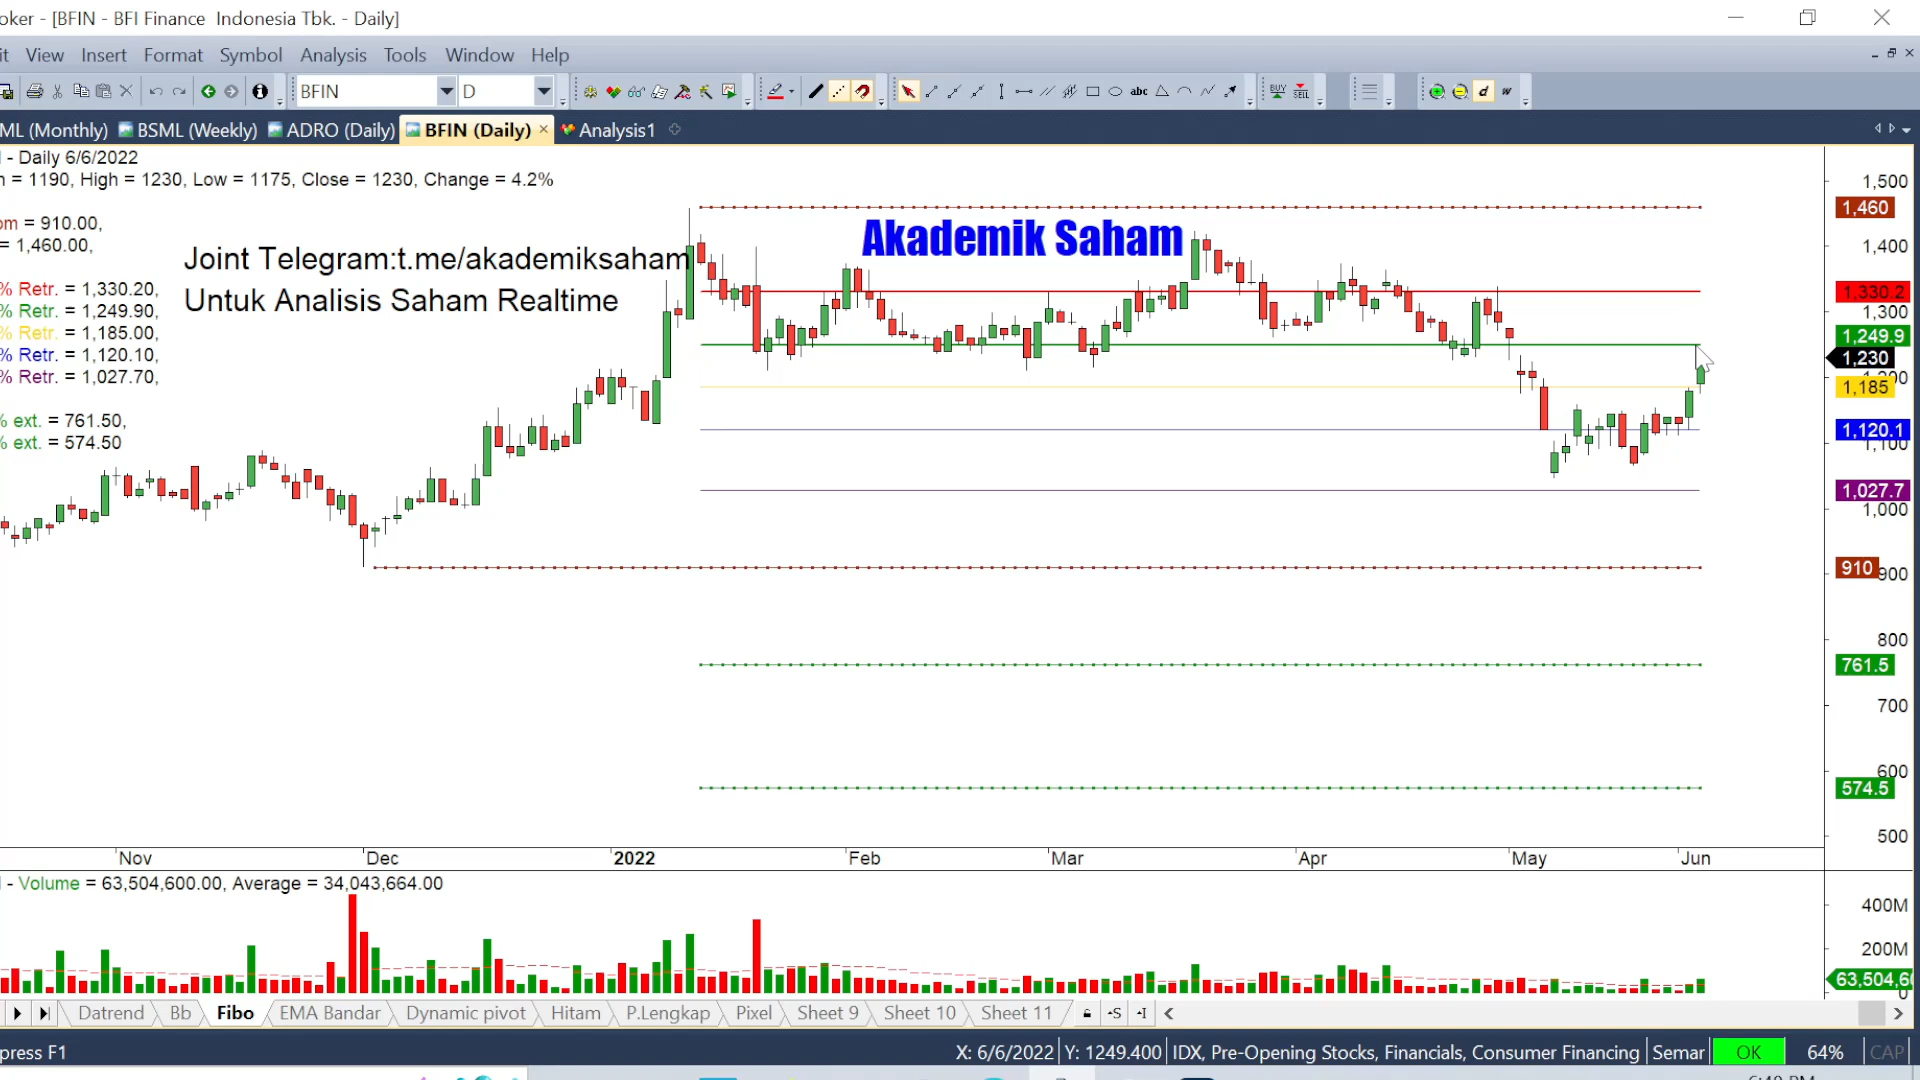 oker - [BFIN - BFI Finance Indonesia Tbk. - Daily]
it View Insert Format Symbol Analysis Tools Window Help
BFIN D abc BUY SELL d w
ML (Monthly) BSML (Weekly) ADRO (Daily) BFIN (Daily) × Analysis1
- Daily 6/6/2022
= 1190, High = 1230, Low = 1175, Close = 1230, Change = 4.2%
om = 910.00,
= 1,460.00,
Akademik Saham
Joint Telegram:t.me/akademiksaham
Untuk Analisis Saham Realtime
% Retr. = 1,330.20,
% Retr. = 1,249.90,
% Retr. = 1,185.00,
% Retr. = 1,120.10,
% Retr. = 1,027.70,
% ext. = 761.50,
% ext. = 574.50
1,500
1,460
1,400
1,330.2
1,300
1,249.9
1,230
1,185
1,120.1
1,100
1,027.7
1,000
910
900
800
761.5
700
600
574.5
500
Nov Dec 2022 Feb Mar Apr May Jun
- Volume = 63,504,600.00, Average = 34,043,664.00
400M
200M
63,504,6
0
Datrend Bb Fibo EMA Bandar Dynamic pivot Hitam P.Lengkap Pixel Sheet 9 Sheet 10 Sheet 11
press F1
X: 6/6/2022 Y: 1249.400 IDX, Pre-Opening Stocks, Financials, Consumer Financing Semar OK 64% CAP